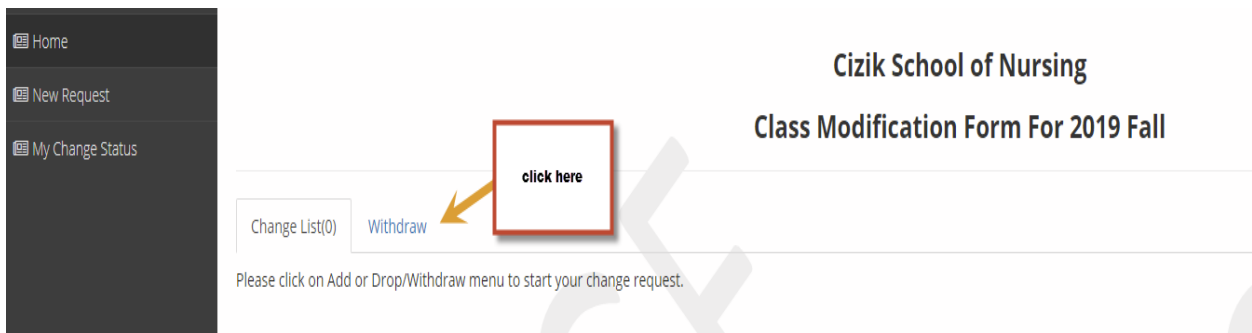 Home
New Request
My Change Status
Cizik School of Nursing
Class Modification Form For 2019 Fall
click here
Change List(0)
Withdraw
Please click on Add or Drop/Withdraw menu to start your change request.